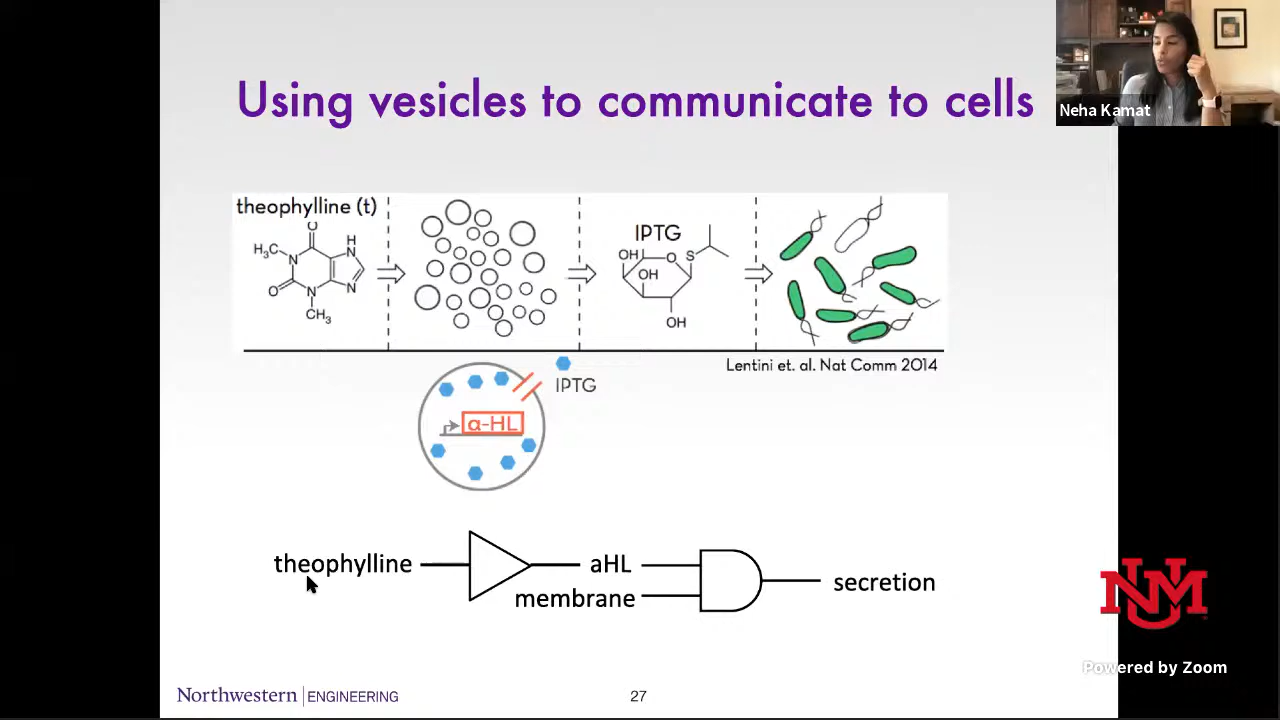 Using vesicles to communicate to cells
Neha Kamat
theophylline (t)
O
H
H₃C
N
N
O
N
N
CH₃
IPTG
OH
O
S
OH
OH
Lentini et. al. Nat Comm 2014
IPTG
α-HL
theophylline
aHL
membrane
secretion
UNM
Powered by Zoom
Northwestern | ENGINEERING
27